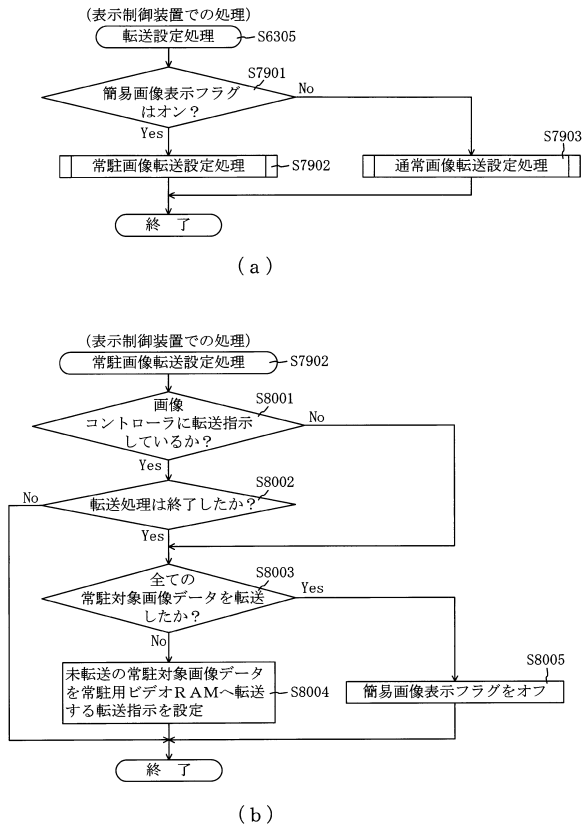 (表示制御装置での処理)
転送設定処理
S6305
S7901
簡易画像表示フラグ
はオン？
No
Yes
S7903
常駐画像転送設定処理
S7902
通常画像転送設定処理
終 了
(a)
(表示制御装置での処理)
常駐画像転送設定処理
S7902
S8001
画像
コントローラに転送指示
しているか？
No
Yes
S8002
No
転送処理は終了したか？
Yes
S8003
全ての
常駐対象画像データを転送
したか？
Yes
No
S8005
未転送の常駐対象画像データ
を常駐用ビデオＲＡＭへ転送
する転送指示を設定
S8004
簡易画像表示フラグをオフ
終 了
(b)